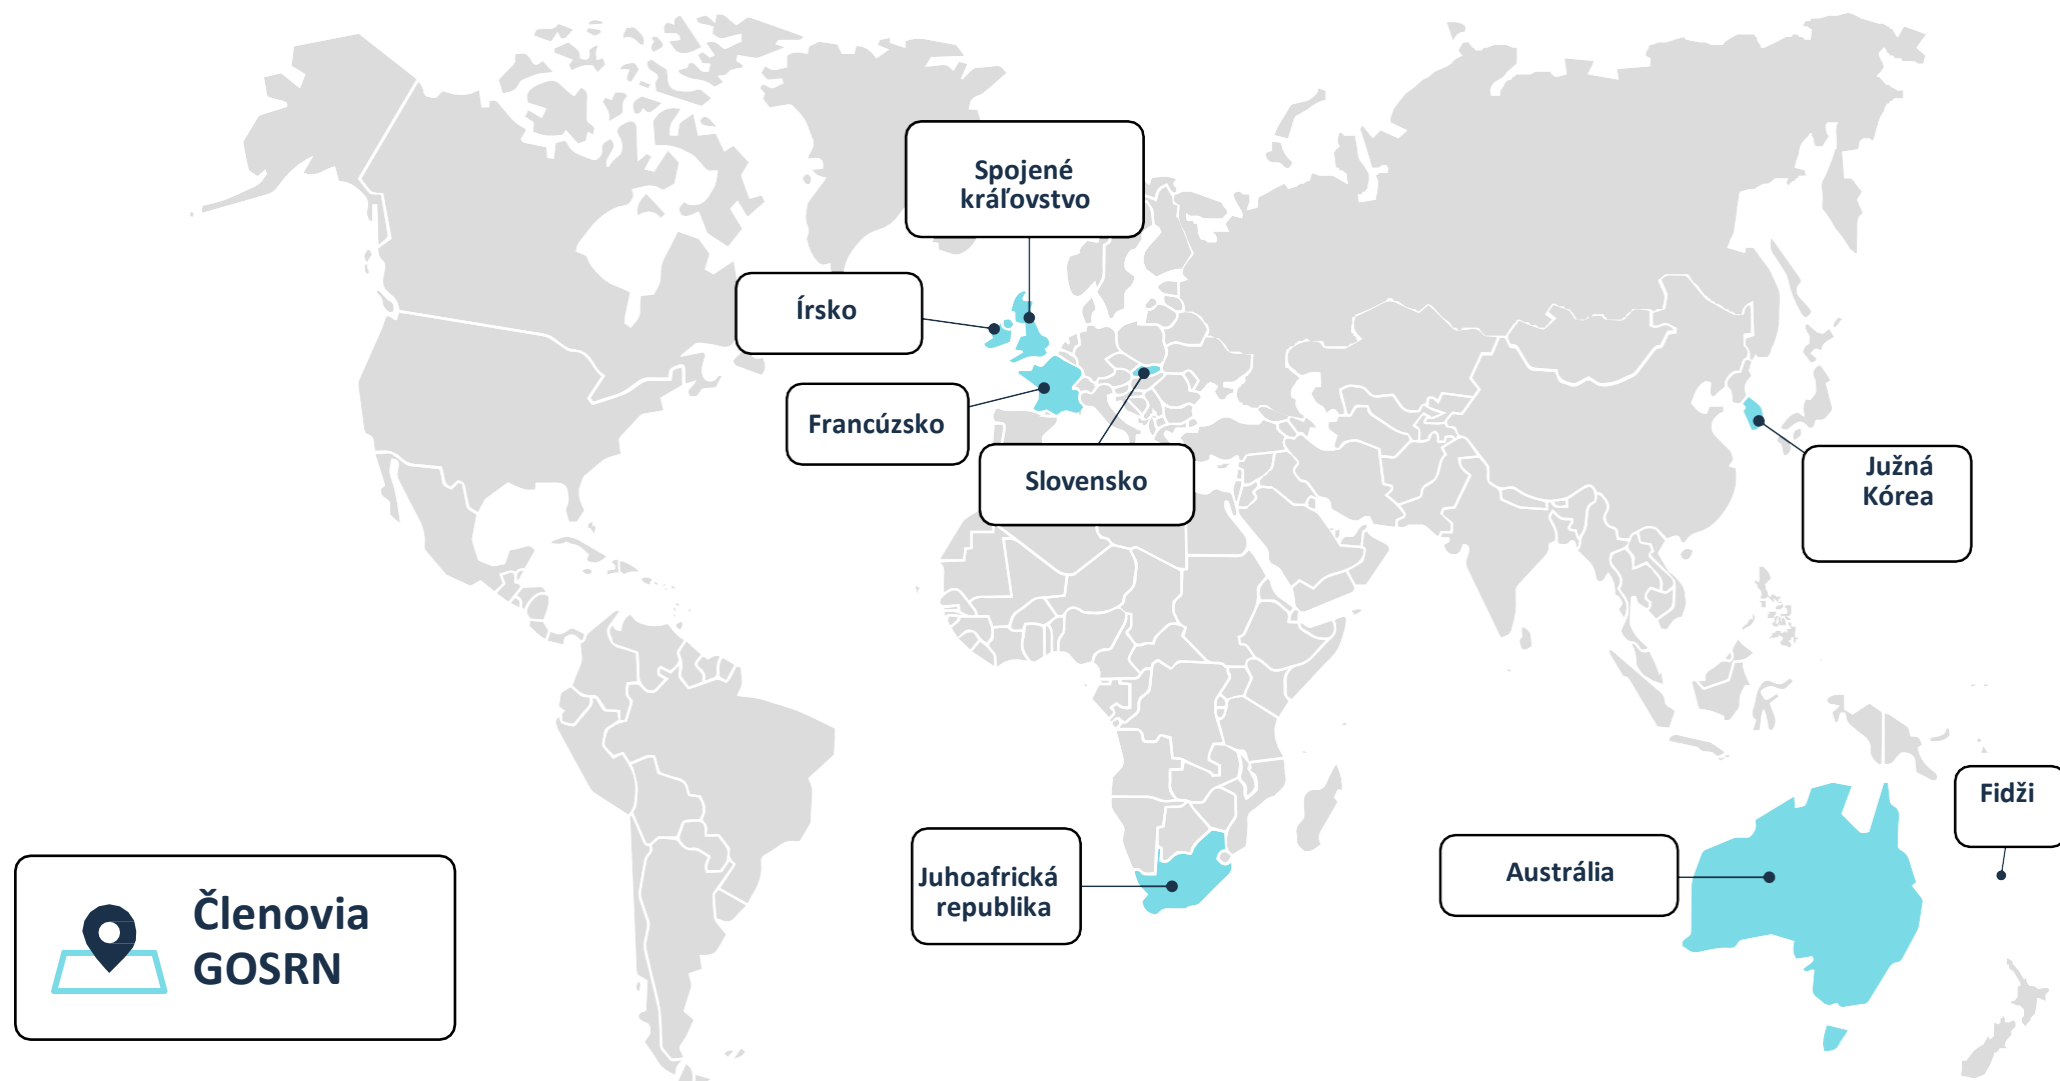 Spojené
kráľovstvo
Írsko
Francúzsko
Slovensko
Južná
Kórea
Fidži
Juhoafrická
republika
Austrália
Členovia
GOSRN